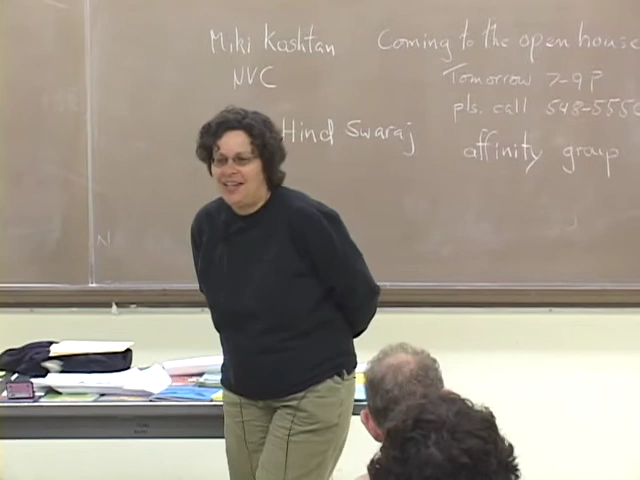 Miki Kashtan
NVC
Hind Swaraj
Coming to the open house
Tomorrow 7-9p
pls. call 548-5550
affinity group
N